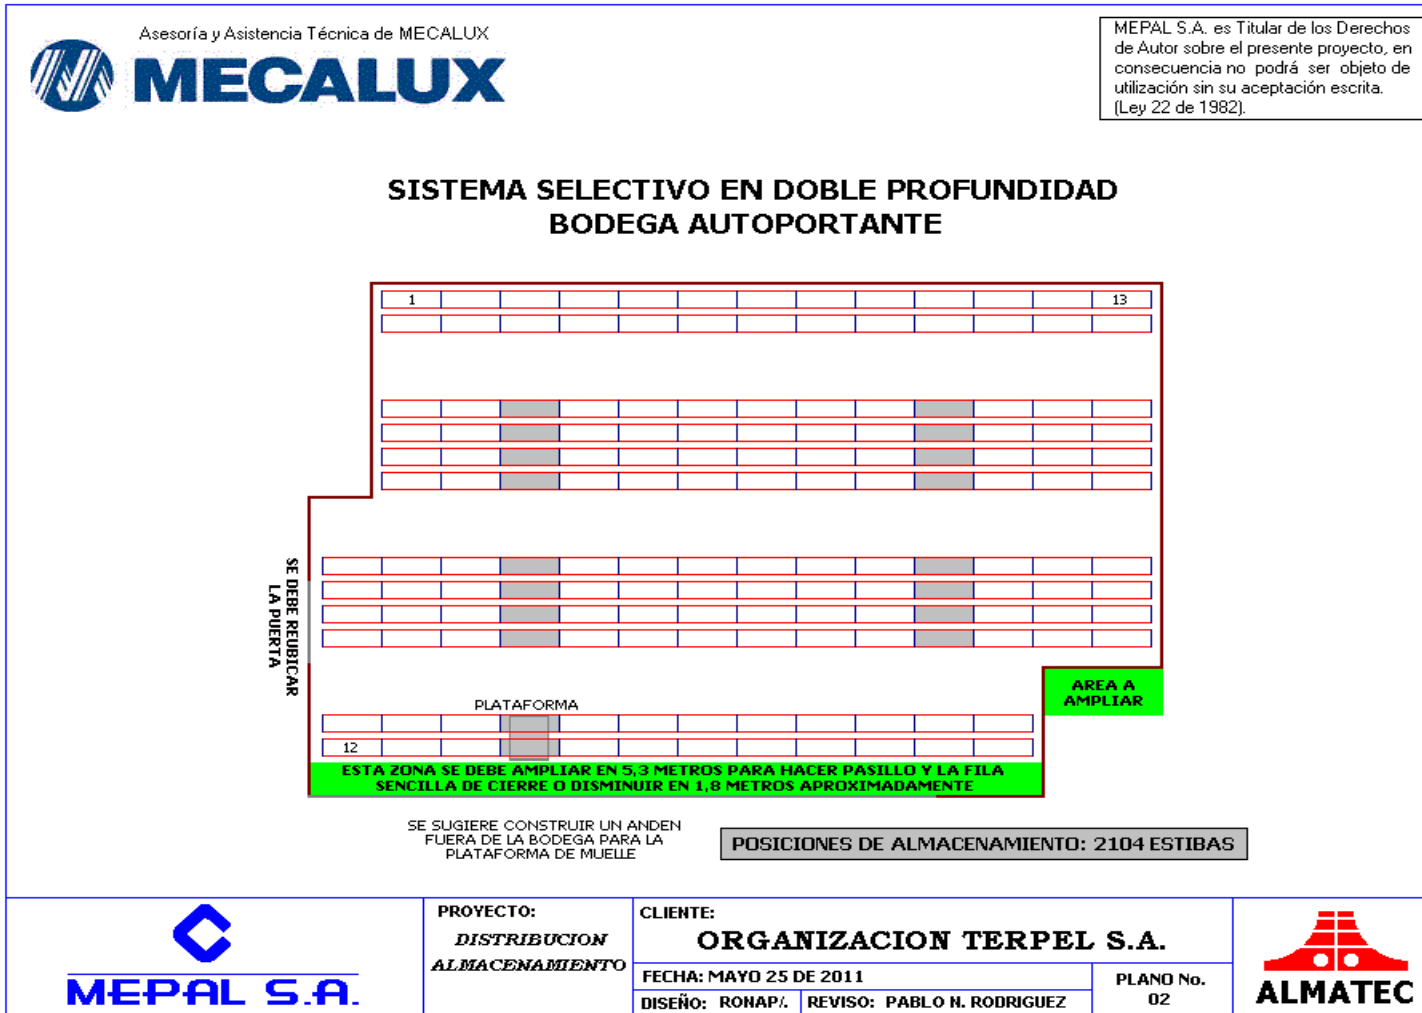 Asesoría y Asistencia Técnica de MECALUX
MECALUX
MEPAL S.A. es Titular de los Derechos
de Autor sobre el presente proyecto, en
consecuencia no podrá ser objeto de
utilización sin su aceptación escrita.
(Ley 22 de 1982).
SISTEMA SELECTIVO EN DOBLE PROFUNDIDAD
BODEGA AUTOPORTANTE
1
13
SE DEBE REUBICAR
LA PUERTA
AREA A
AMPLIAR
PLATAFORMA
12
ESTA ZONA SE DEBE AMPLIAR EN 5,3 METROS PARA HACER PASILLO Y LA FILA
SENCILLA DE CIERRE O DISMINUIR EN 1,8 METROS APROXIMADAMENTE
SE SUGIERE CONSTRUIR UN ANDEN
FUERA DE LA BODEGA PARA LA
PLATAFORMA DE MUELLE
POSICIONES DE ALMACENAMIENTO: 2104 ESTIBAS
MEPAL S.A.
PROYECTO:
DISTRIBUCION
ALMACENAMIENTO
CLIENTE:
ORGANIZACION TERPEL S.A.
FECHA: MAYO 25 DE 2011
DISEÑO: RONAP/.
REVISO: PABLO N. RODRIGUEZ
PLANO No.
02
ALMATEC